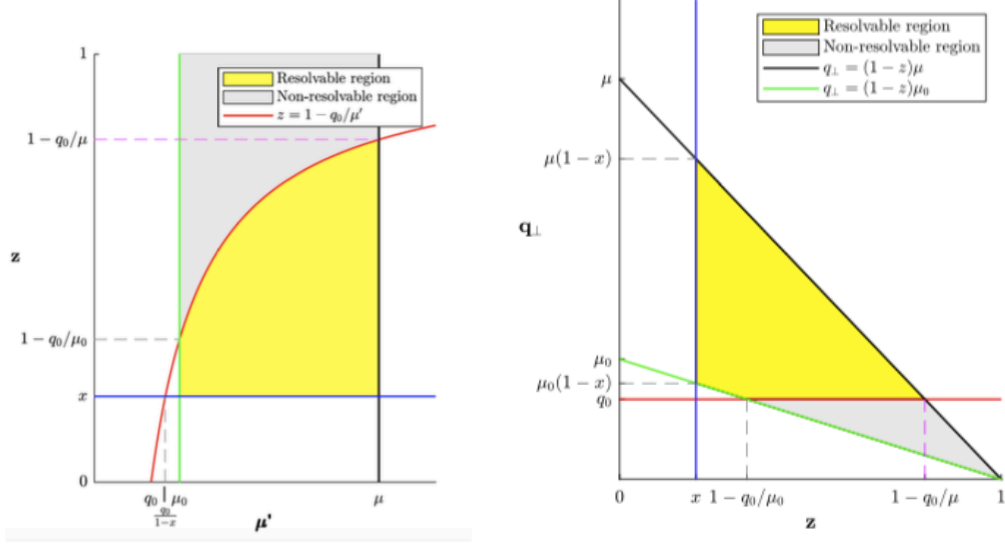 1
Resolvable region
Non-resolvable region
z = 1 − q₀/μ′
1 − q₀/μ
z
1 − q₀/μ₀
x
0
q₀ μ₀ μ
q₀/(1−x)
μ'
Resolvable region
Non-resolvable region
q⊥ = (1 − z)μ
q⊥ = (1 − z)μ₀
μ
μ(1 − x)
q⊥
μ₀
μ₀(1 − x)
q₀
0 x 1 − q₀/μ₀ 1 − q₀/μ 1
z